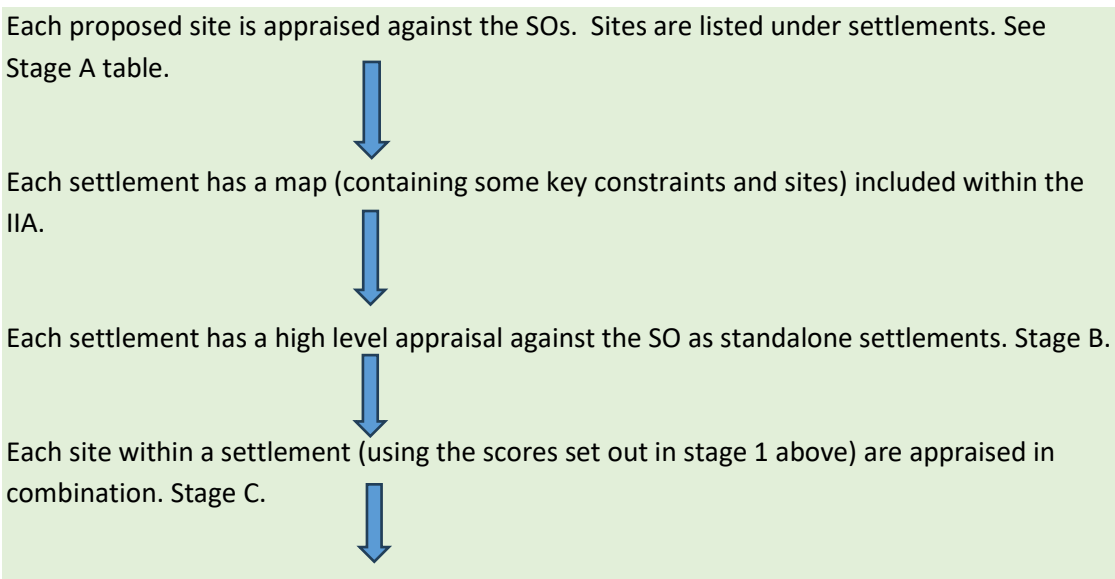 Each proposed site is appraised against the SOs.  Sites are listed under settlements. See
Stage A table.
Each settlement has a map (containing some key constraints and sites) included within the
IIA.
Each settlement has a high level appraisal against the SO as standalone settlements. Stage B.
Each site within a settlement (using the scores set out in stage 1 above) are appraised in
combination. Stage C.